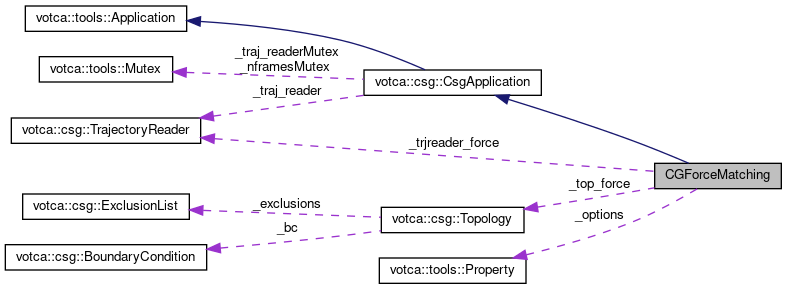 votca::tools::Application
votca::tools::Mutex
_traj_readerMutex
_nframesMutex
votca::csg::CsgApplication
_traj_reader
votca::csg::TrajectoryReader
_trjreader_force
CGForceMatching
_top_force
votca::csg::ExclusionList
_exclusions
votca::csg::Topology
_options
_bc
votca::csg::BoundaryCondition
votca::tools::Property